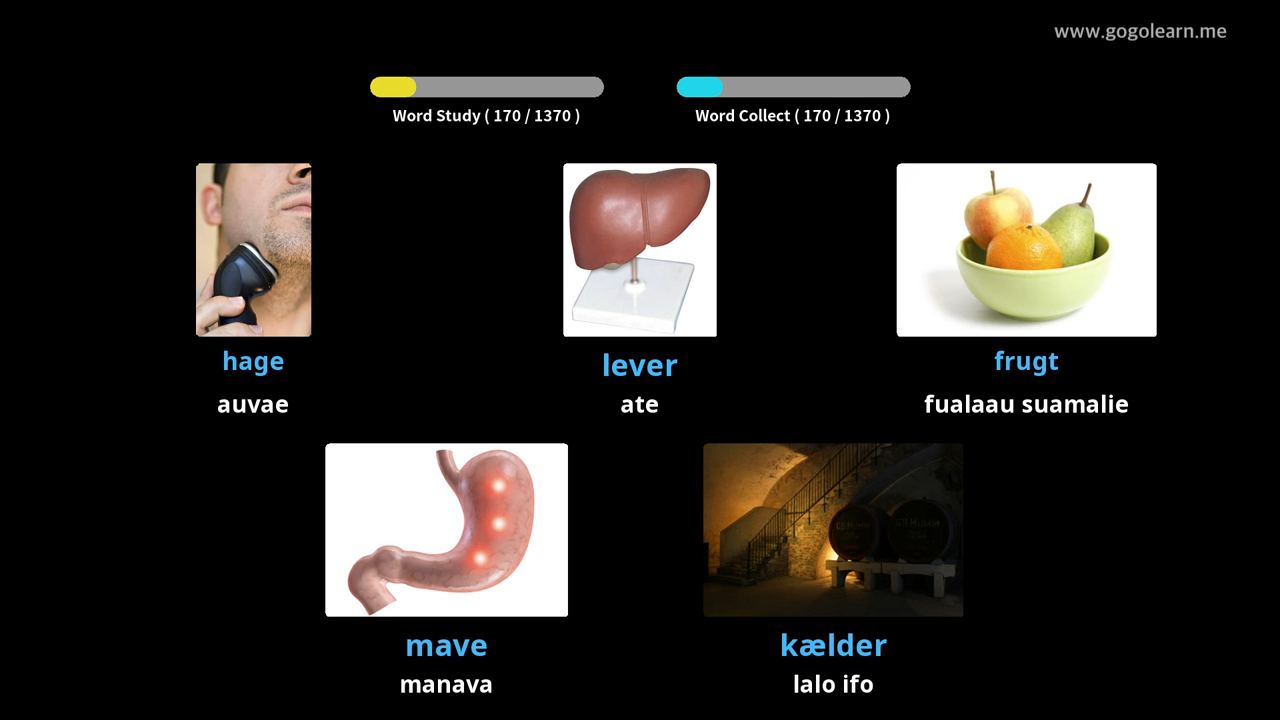 www.gogolearn.me
Word Study ( 170 / 1370 )
Word Collect ( 170 / 1370 )
hage
lever
frugt
auvae
ate
fualaau suamalie
mave
kælder
manava
lalo ifo